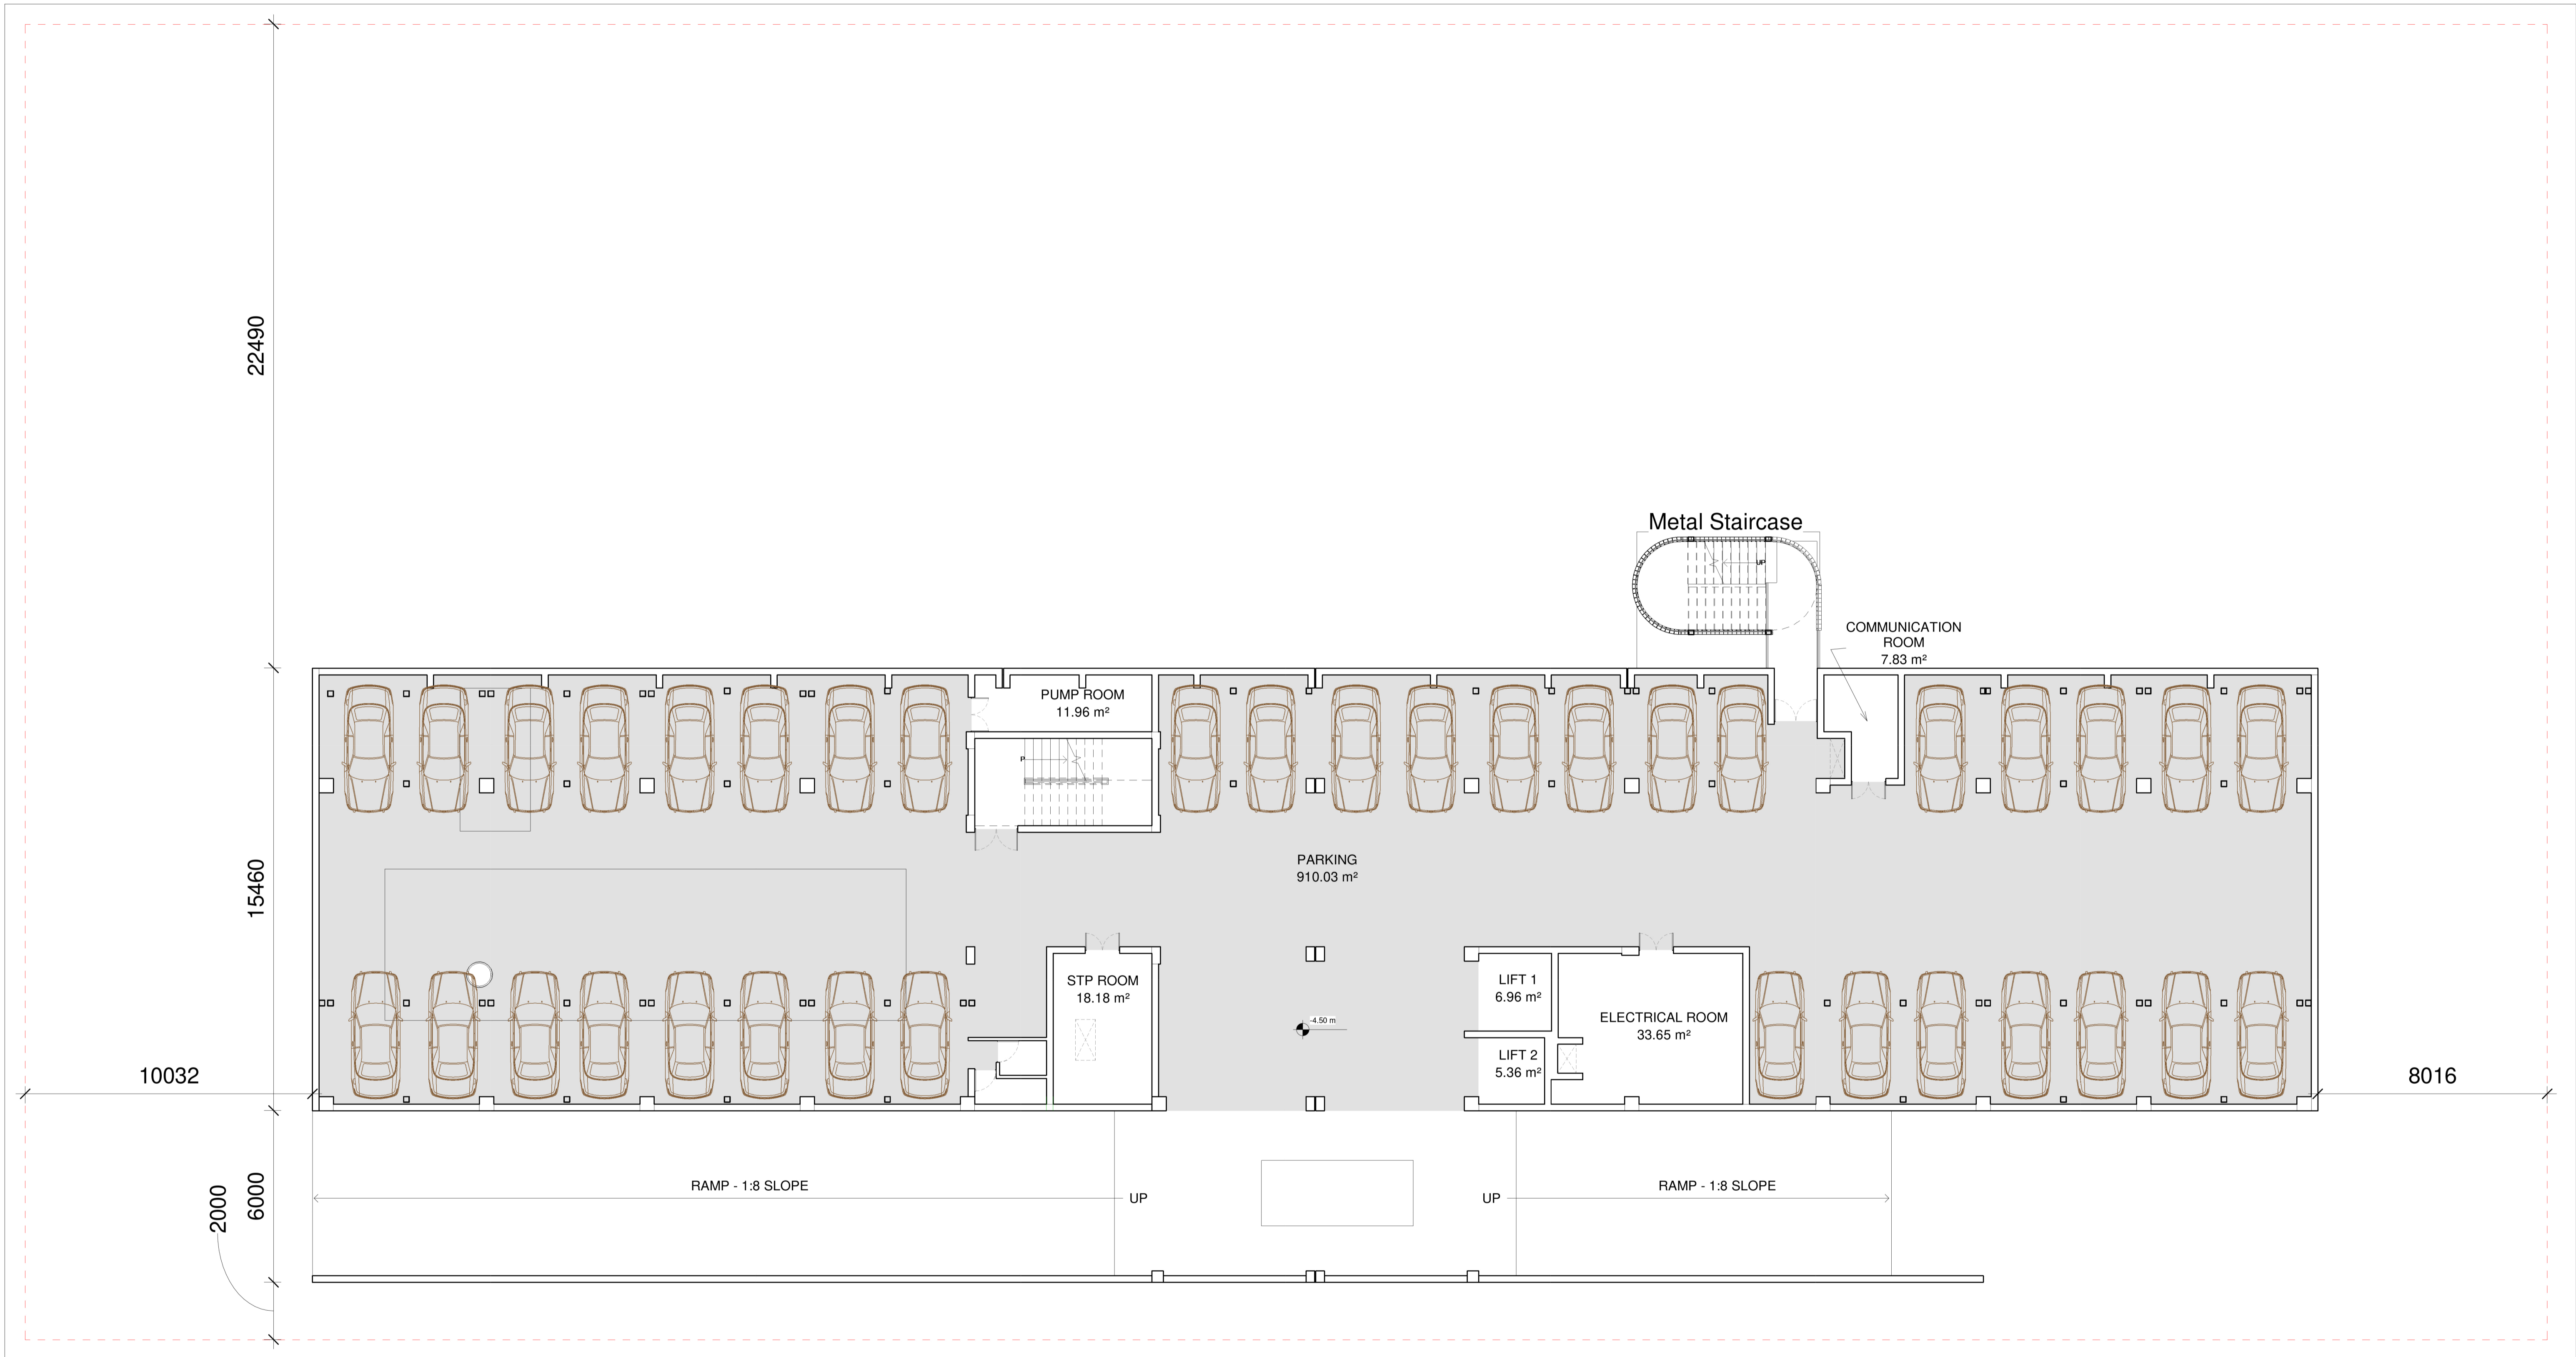 22490
Metal Staircase
UP
COMMUNICATION
ROOM
7.83 m²
PUMP ROOM
11.96 m²
P
PARKING
910.03 m²
15460
STP ROOM
18.18 m²
LIFT 1
6.96 m²
-4.50 m
ELECTRICAL ROOM
33.65 m²
LIFT 2
5.36 m²
10032
8016
RAMP - 1:8 SLOPE
UP
UP
RAMP - 1:8 SLOPE
6000
2000